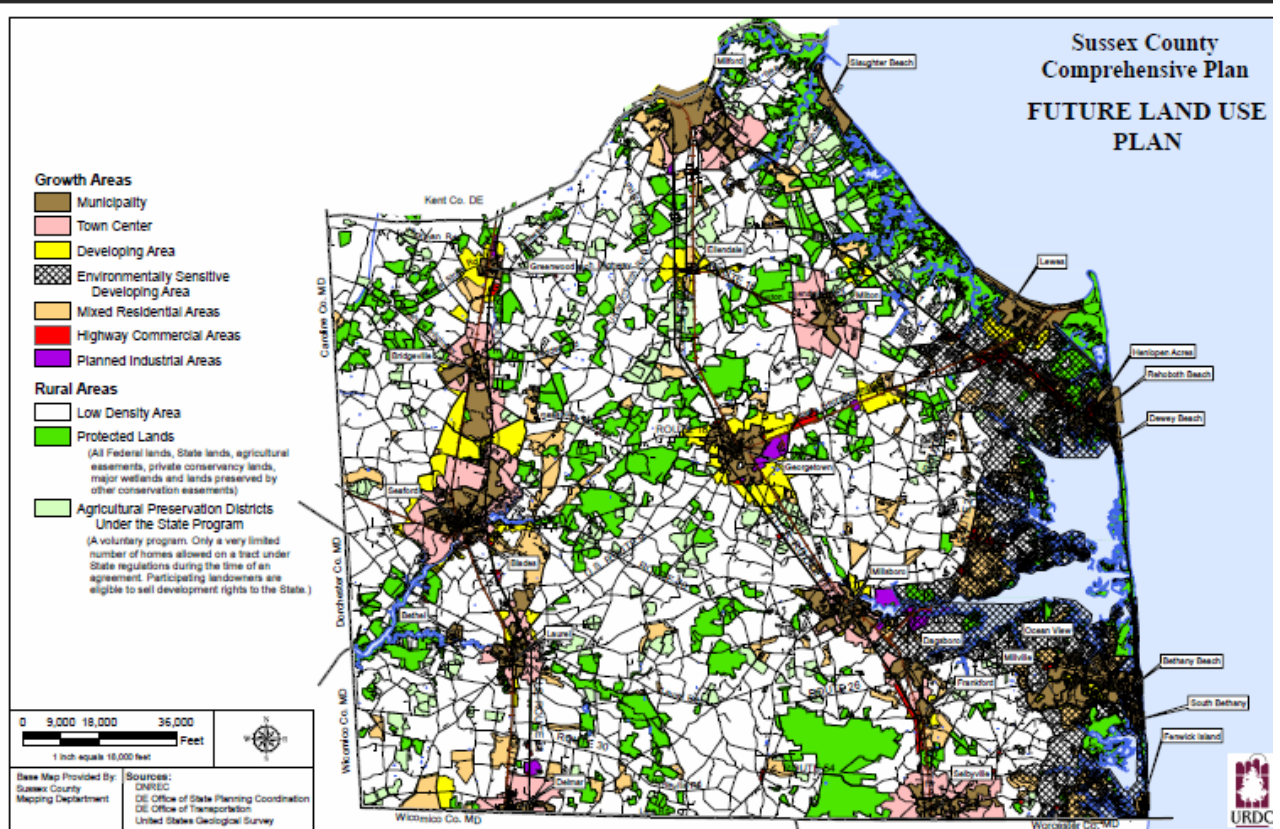 Sussex County
Comprehensive Plan
FUTURE LAND USE
PLAN
Growth Areas
Municipality
Town Center
Developing Area
Environmentally Sensitive
Developing Area
Mixed Residential Areas
Highway Commercial Areas
Planned Industrial Areas
Rural Areas
Low Density Area
Protected Lands
(All Federal lands, State lands, agricultural
easements, private conservancy lands,
major wetlands and lands preserved by
other conservation easements)
Agricultural Preservation Districts
Under the State Program
(A voluntary program. Only a very limited
number of homes allowed on a tract under
State regulations during the time of an
agreement. Participating landowners are
eligible to sell development rights to the State.)
Milford
Slaughter Beach
Kent Co. DE
Greenwood
Ellendale
Milton
Lewes
Caroline Co. MD
Bridgeville
Henlopen Acres
Rehoboth Beach
Dewey Beach
ROUTE 18
Georgetown
Seaford
Blades
Millsboro
Dorchester Co. MD
Bethel
Laurel
Dagsboro
Ocean View
Millville
Bethany Beach
Frankford
ROUTE 26
South Bethany
Fenwick Island
Wicomico Co. MD
ROUTE 30
Delmar
Selbyville
Wicomico Co. MD
Worcester Co. MD
0 9,000 18,000 36,000
Feet
1 inch equals 18,000 feet
N
W E
S
Base Map Provided By:
Sussex County
Mapping Deptartment
Sources:
DNREC
DE Office of State Planning Coordination
DE Office of Transportation
United States Geological Survey
URDC